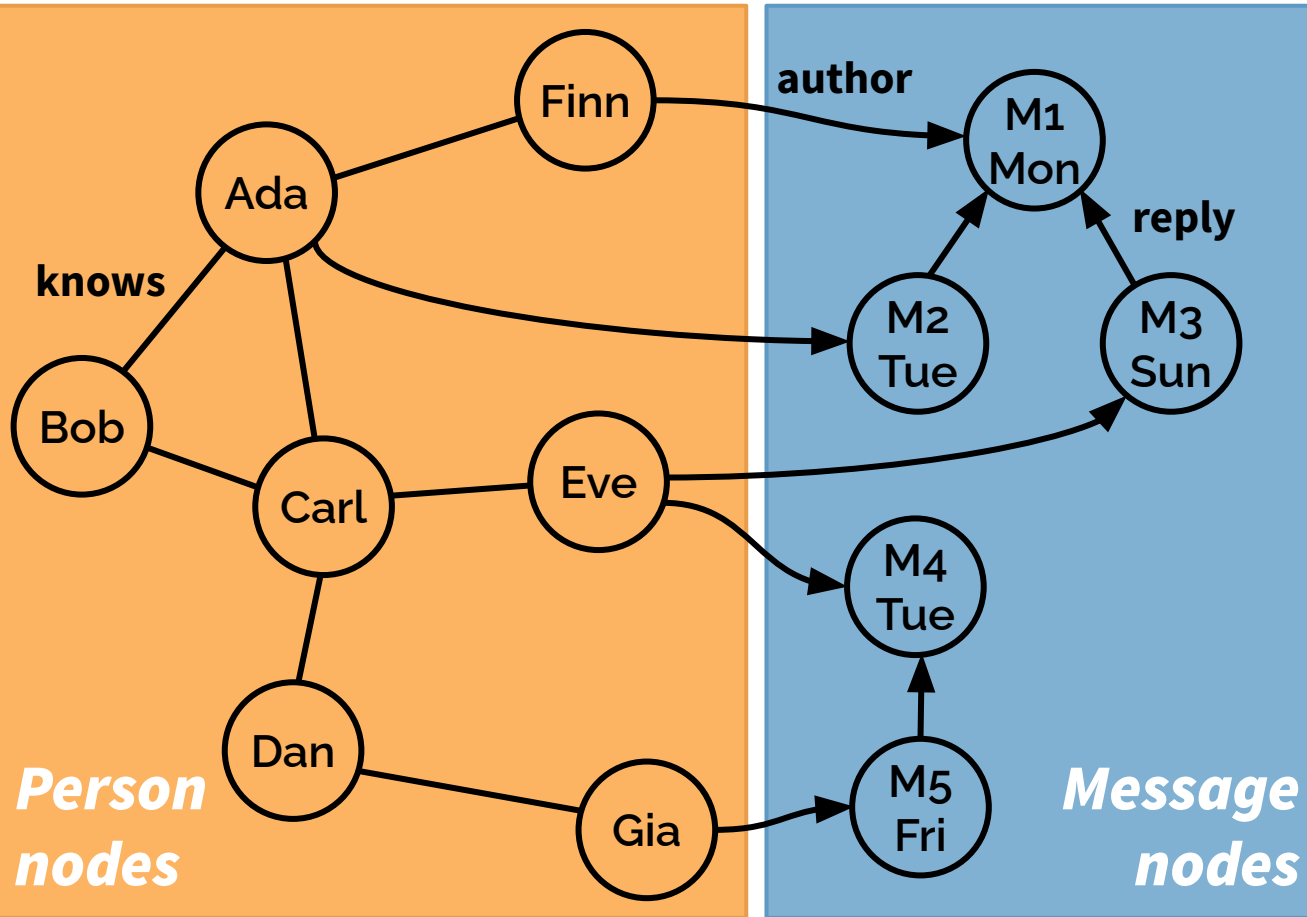 Finn
author
M1
Mon
Ada
reply
knows
M2
Tue
M3
Sun
Bob
Carl
Eve
M4
Tue
Dan
Gia
M5
Fri
Person
nodes
Message
nodes